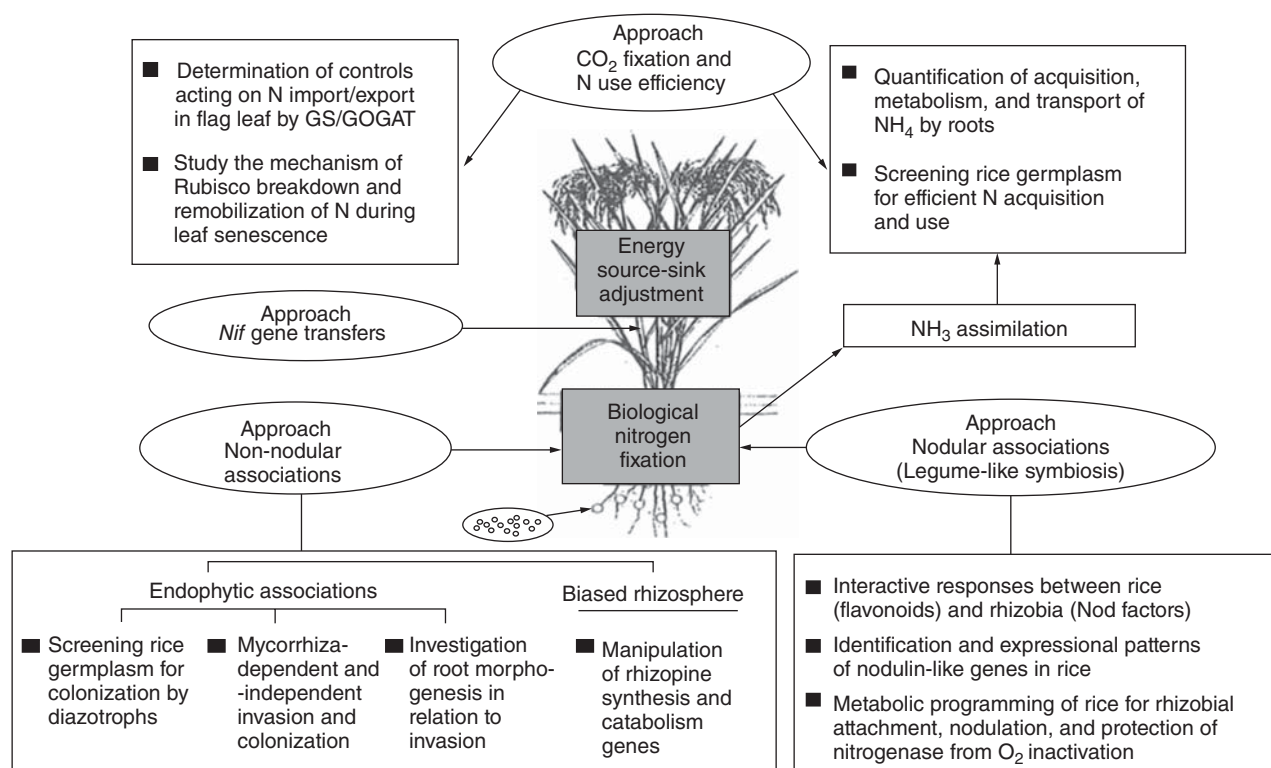 Approach
CO₂ fixation and
N use efficiency
■ Determination of controls
acting on N import/export
in flag leaf by GS/GOGAT
■ Study the mechanism of
Rubisco breakdown and
remobilization of N during
leaf senescence
■ Quantification of acquisition,
metabolism, and transport of
NH₄ by roots
■ Screening rice germplasm
for efficient N acquisition
and use
Energy
source-sink
adjustment
Approach
Nif gene transfers
NH₃ assimilation
Approach
Non-nodular
associations
Biological
nitrogen
fixation
Approach
Nodular associations
(Legume-like symbiosis)
Endophytic associations
■ Screening rice
germplasm for
colonization by
diazotrophs
■ Mycorrhiza-
dependent and
-independent
invasion and
colonization
■ Investigation
of root morpho-
genesis in
relation to
invasion
Biased rhizosphere
■ Manipulation
of rhizopine
synthesis and
catabolism
genes
■ Interactive responses between rice
(flavonoids) and rhizobia (Nod factors)
■ Identification and expressional patterns
of nodulin-like genes in rice
■ Metabolic programming of rice for rhizobial
attachment, nodulation, and protection of
nitrogenase from O₂ inactivation